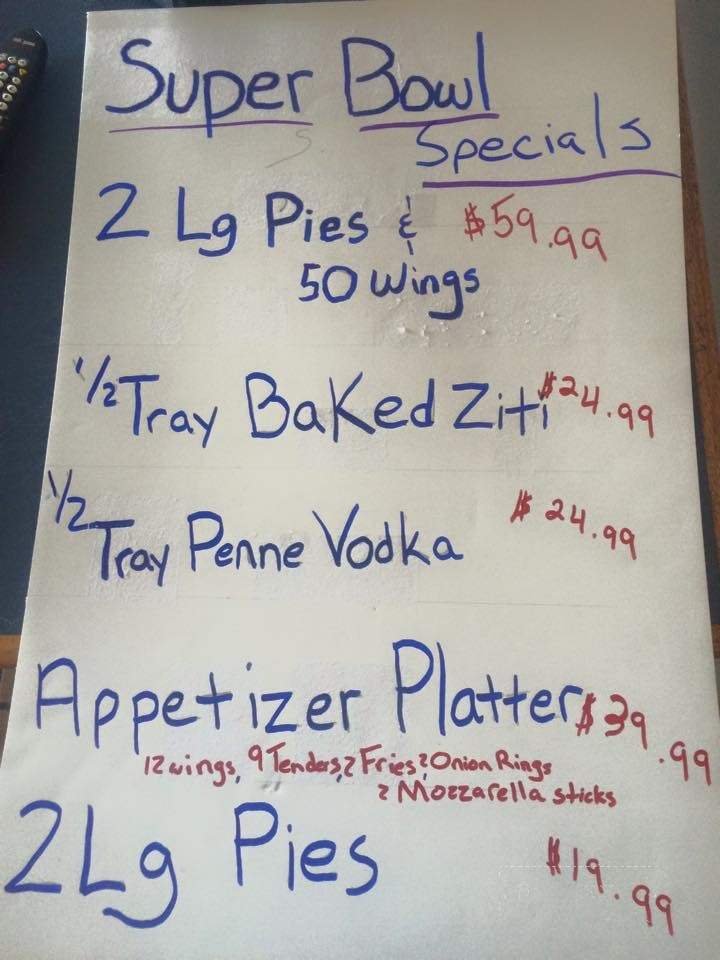 Super Bowl
Specials
2 Lg Pies & $59.99
50 Wings
1/2 Tray Baked Ziti $24.99
1/2 Tray Penne Vodka $24.99
Appetizer Platter $39.99
12 wings, 9 Tenders, 2 Fries, 2 Onion Rings
2 Mozzarella sticks
2 Lg Pies $19.99